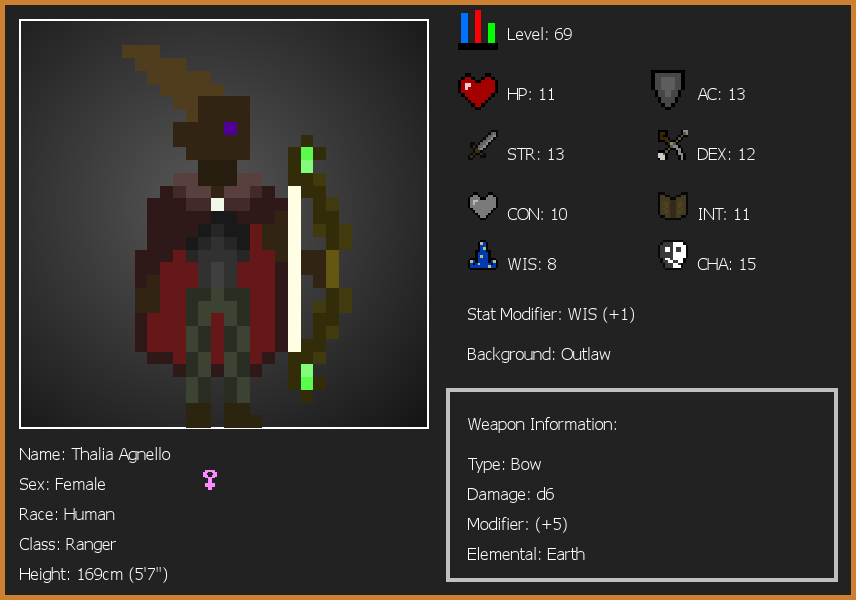 Level: 69
HP: 11
AC: 13
STR: 13
DEX: 12
CON: 10
INT: 11
WIS: 8
CHA: 15
Stat Modifier: WIS (+1)
Background: Outlaw
Weapon Information:
Type: Bow
Damage: d6
Modifier: (+5)
Elemental: Earth
Name: Thalia Agnello
Sex: Female
Race: Human
Class: Ranger
Height: 169cm (5'7")